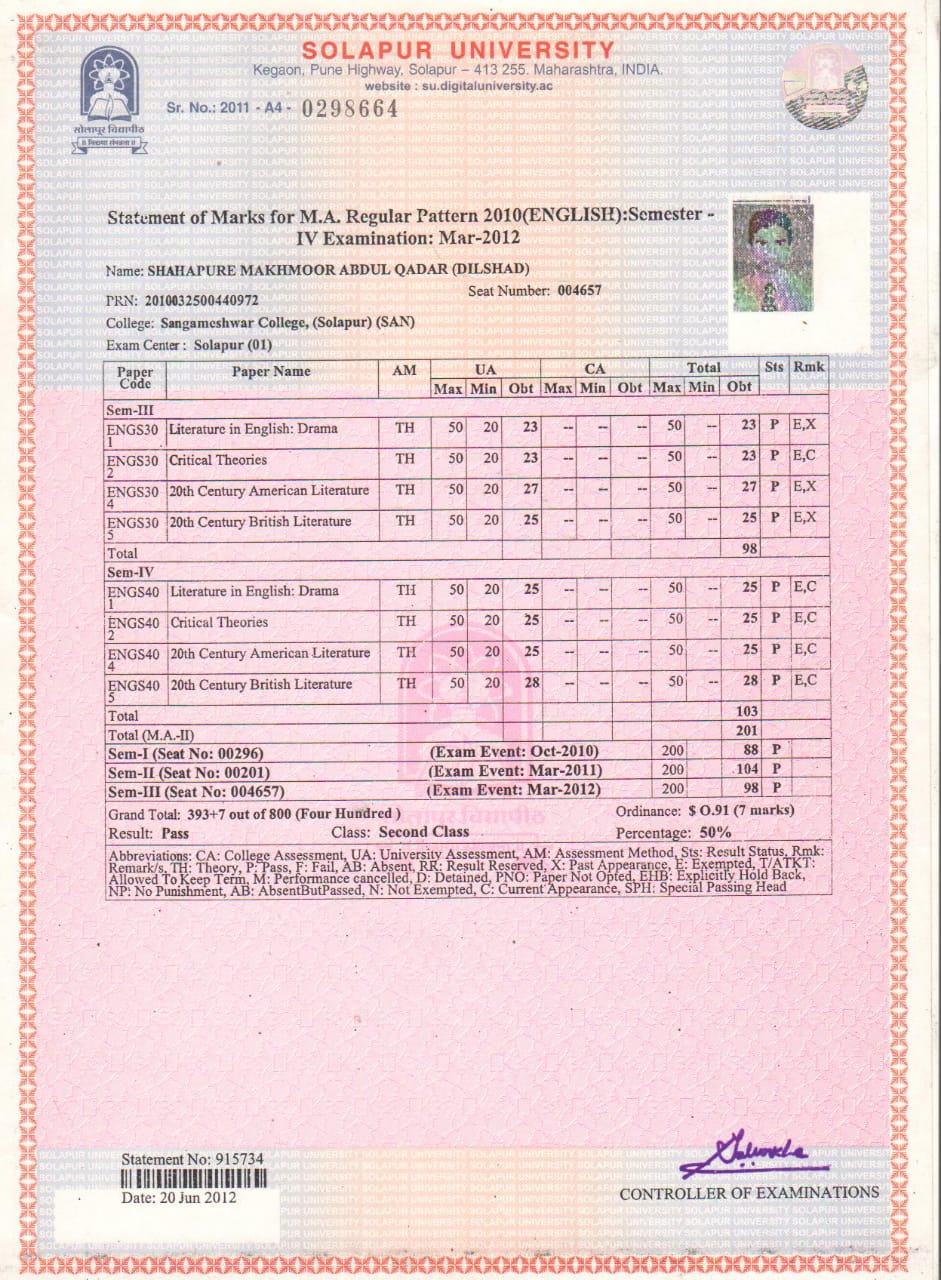 SOLAPUR UNIVERSITY
Kegaon, Pune Highway, Solapur – 413 255. Maharashtra, INDIA.
website : su.digitaluniversity.ac
Sr. No.: 2011 - A4 - 0298664
सोलापूर विद्यापीठ
॥ विद्यया संपन्नता ॥
Statement of Marks for M.A. Regular Pattern 2010(ENGLISH):Semester -
IV Examination: Mar-2012
Name: SHAHAPURE MAKHMOOR ABDUL QADAR (DILSHAD)
PRN: 2010032500440972 Seat Number: 004657
College: Sangameshwar College, (Solapur) (SAN)
Exam Center : Solapur (01)
Paper Code Paper Name AM UA CA Total Sts Rmk
Max Min Obt Max Min Obt Max Min Obt
Sem-III
ENGS301 Literature in English: Drama TH 50 20 23 -- -- -- 50 -- 23 P E,X
ENGS302 Critical Theories TH 50 20 23 -- -- -- 50 -- 23 P E,C
ENGS304 20th Century American Literature TH 50 20 27 -- -- -- 50 -- 27 P E,X
ENGS305 20th Century British Literature TH 50 20 25 -- -- -- 50 -- 25 P E,X
Total 98
Sem-IV
ENGS401 Literature in English: Drama TH 50 20 25 -- -- -- 50 -- 25 P E,C
ENGS402 Critical Theories TH 50 20 25 -- -- -- 50 -- 25 P E,C
ENGS404 20th Century American Literature TH 50 20 25 -- -- -- 50 -- 25 P E,C
ENGS405 20th Century British Literature TH 50 20 28 -- -- -- 50 -- 28 P E,C
Total 103
Total (M.A.-II) 201
Sem-I (Seat No: 00296) (Exam Event: Oct-2010) 200 88 P
Sem-II (Seat No: 00201) (Exam Event: Mar-2011) 200 104 P
Sem-III (Seat No: 004657) (Exam Event: Mar-2012) 200 98 P
Grand Total: 393+7 out of 800 (Four Hundred ) Ordinance: $ O.91 (7 marks)
Result: Pass Class: Second Class Percentage: 50%
Abbreviations: CA: College Assessment, UA: University Assessment, AM: Assessment Method, Sts: Result Status, Rmk:
Remark/s, TH: Theory, P: Pass, F: Fail, AB: Absent, RR: Result Reserved, X: Past Appearance, E: Exempted, T/ATKT:
Allowed To Keep Term, M: Performance cancelled, D: Detained, PNO: Paper Not Opted, EHB: Explicitly Hold Back,
NP: No Punishment, AB: AbsentButPassed, N: Not Exempted, C: Current Appearance, SPH: Special Passing Head
Statement No: 915734
Date: 20 Jun 2012
CONTROLLER OF EXAMINATIONS